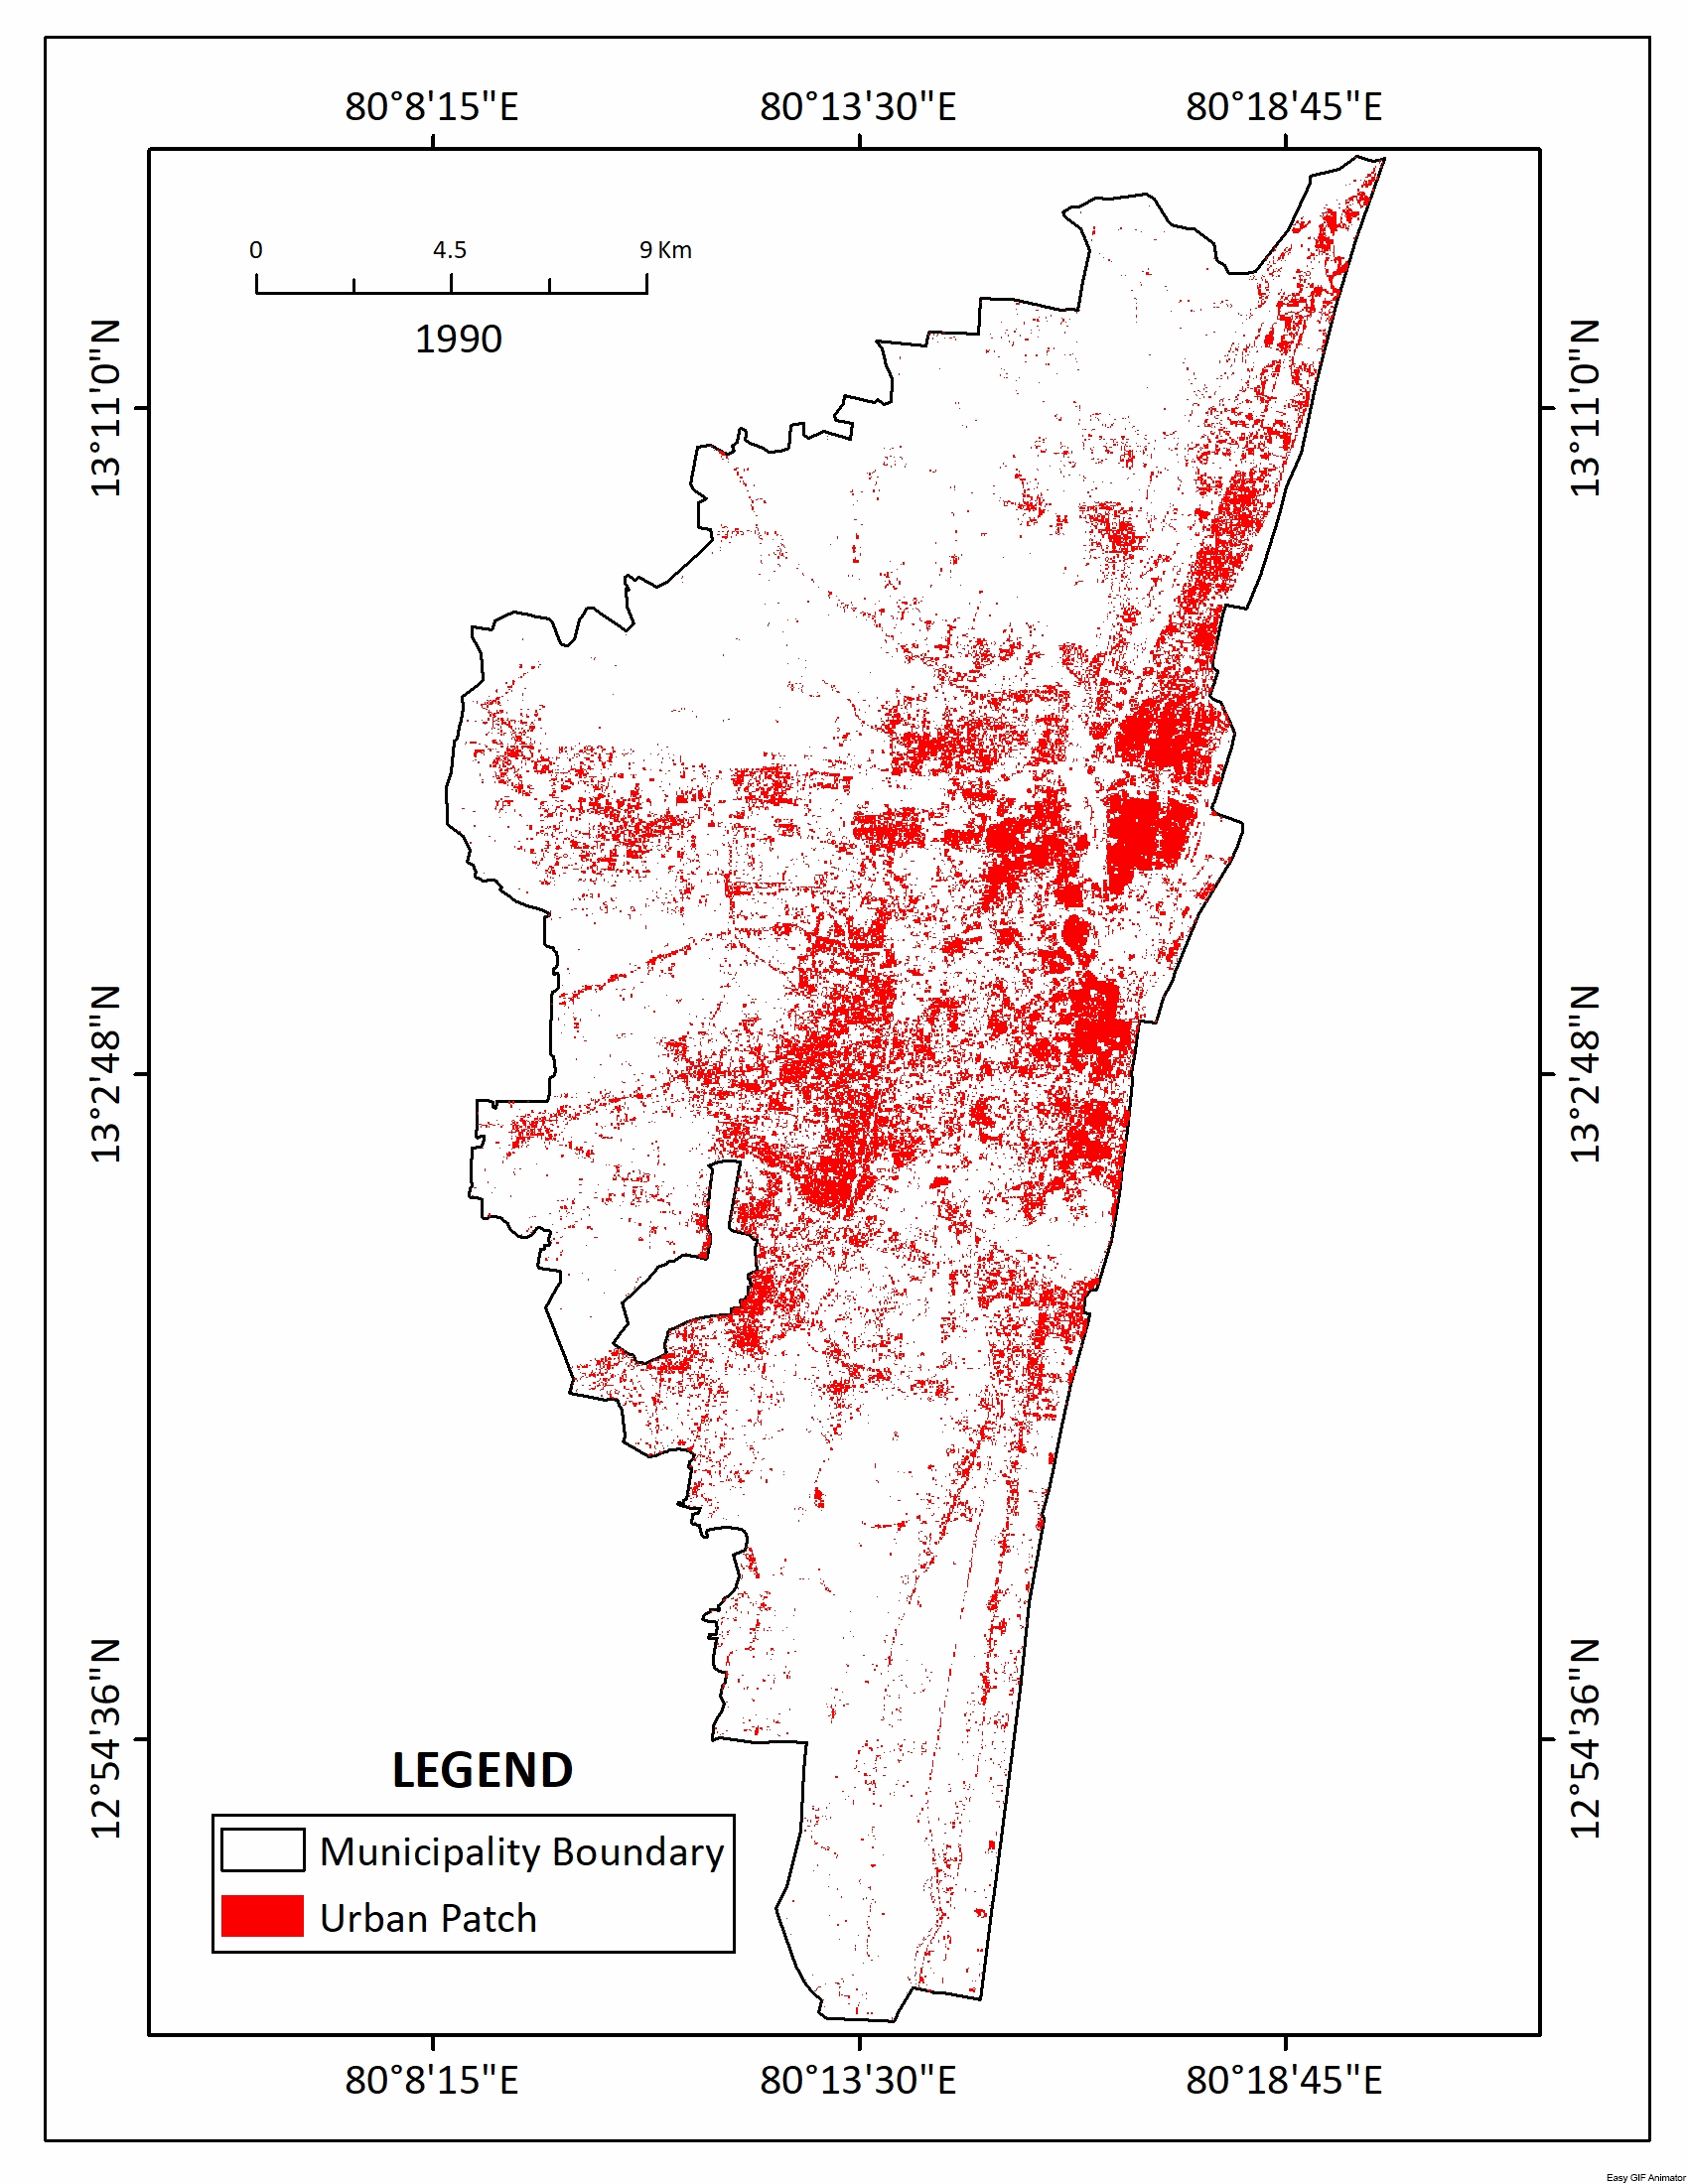 80°8'15"E 80°13'30"E 80°18'45"E
0 4.5 9 Km
1990
13°11'0"N 13°11'0"N
13°2'48"N 13°2'48"N
12°54'36"N 12°54'36"N
LEGEND
Municipality Boundary
Urban Patch
80°8'15"E 80°13'30"E 80°18'45"E
Easy GIF Animator